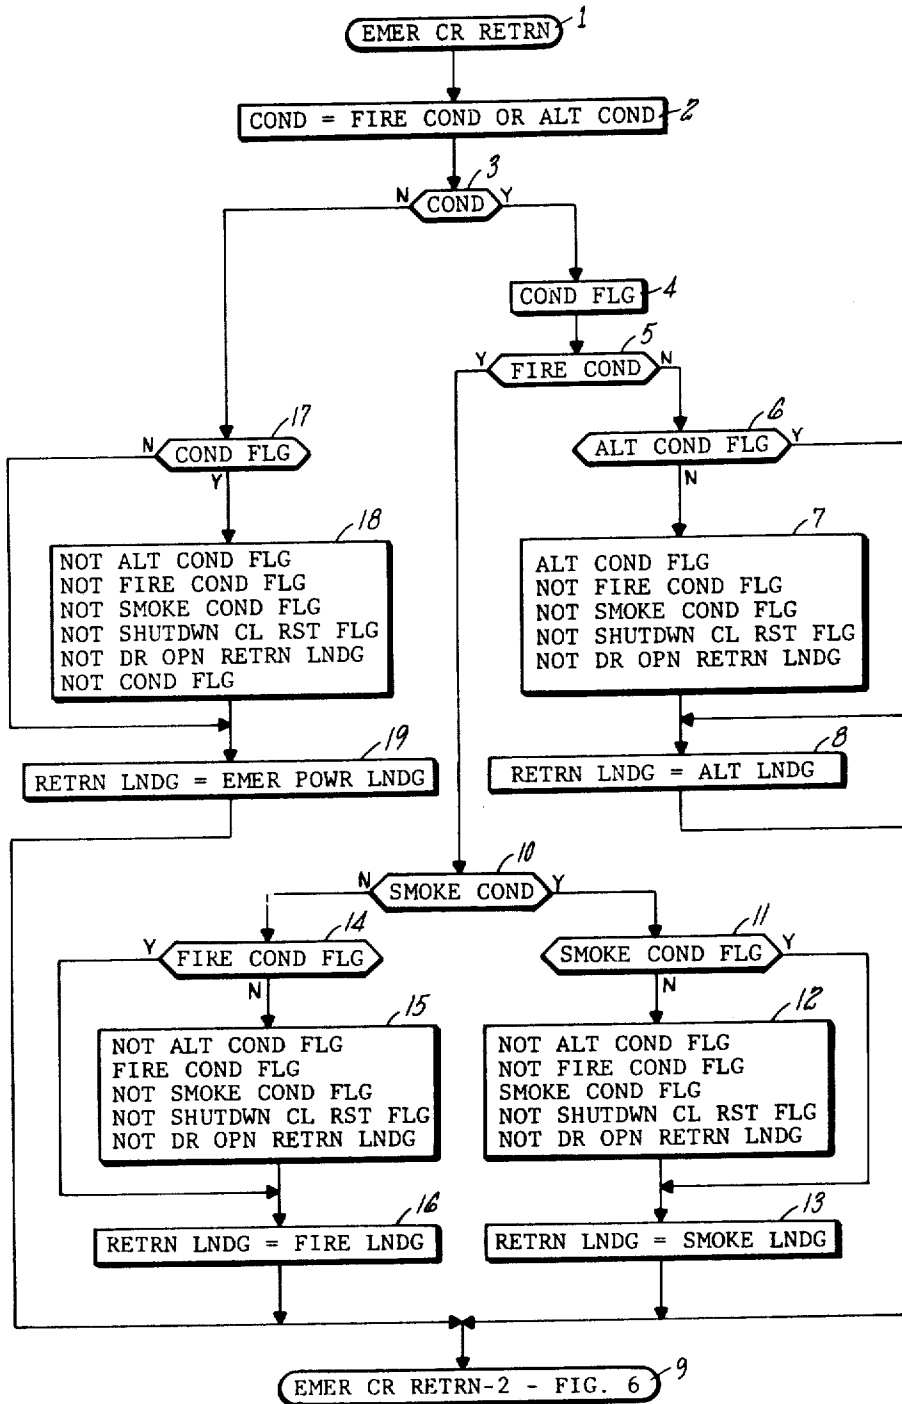 EMER CR RETRN 1
COND = FIRE COND OR ALT COND 2
3
N COND Y
COND FLG 4
5
Y FIRE COND N
17
N COND FLG
Y
6
ALT COND FLG Y
N
18
NOT ALT COND FLG
NOT FIRE COND FLG
NOT SMOKE COND FLG
NOT SHUTDWN CL RST FLG
NOT DR OPN RETRN LNDG
NOT COND FLG
7
ALT COND FLG
NOT FIRE COND FLG
NOT SMOKE COND FLG
NOT SHUTDWN CL RST FLG
NOT DR OPN RETRN LNDG
19
RETRN LNDG = EMER POWR LNDG
8
RETRN LNDG = ALT LNDG
10
N SMOKE COND Y
14
Y FIRE COND FLG
N
11
SMOKE COND FLG Y
N
15
NOT ALT COND FLG
FIRE COND FLG
NOT SMOKE COND FLG
NOT SHUTDWN CL RST FLG
NOT DR OPN RETRN LNDG
12
NOT ALT COND FLG
NOT FIRE COND FLG
SMOKE COND FLG
NOT SHUTDWN CL RST FLG
NOT DR OPN RETRN LNDG
16
RETRN LNDG = FIRE LNDG
13
RETRN LNDG = SMOKE LNDG
EMER CR RETRN-2 - FIG. 6 9